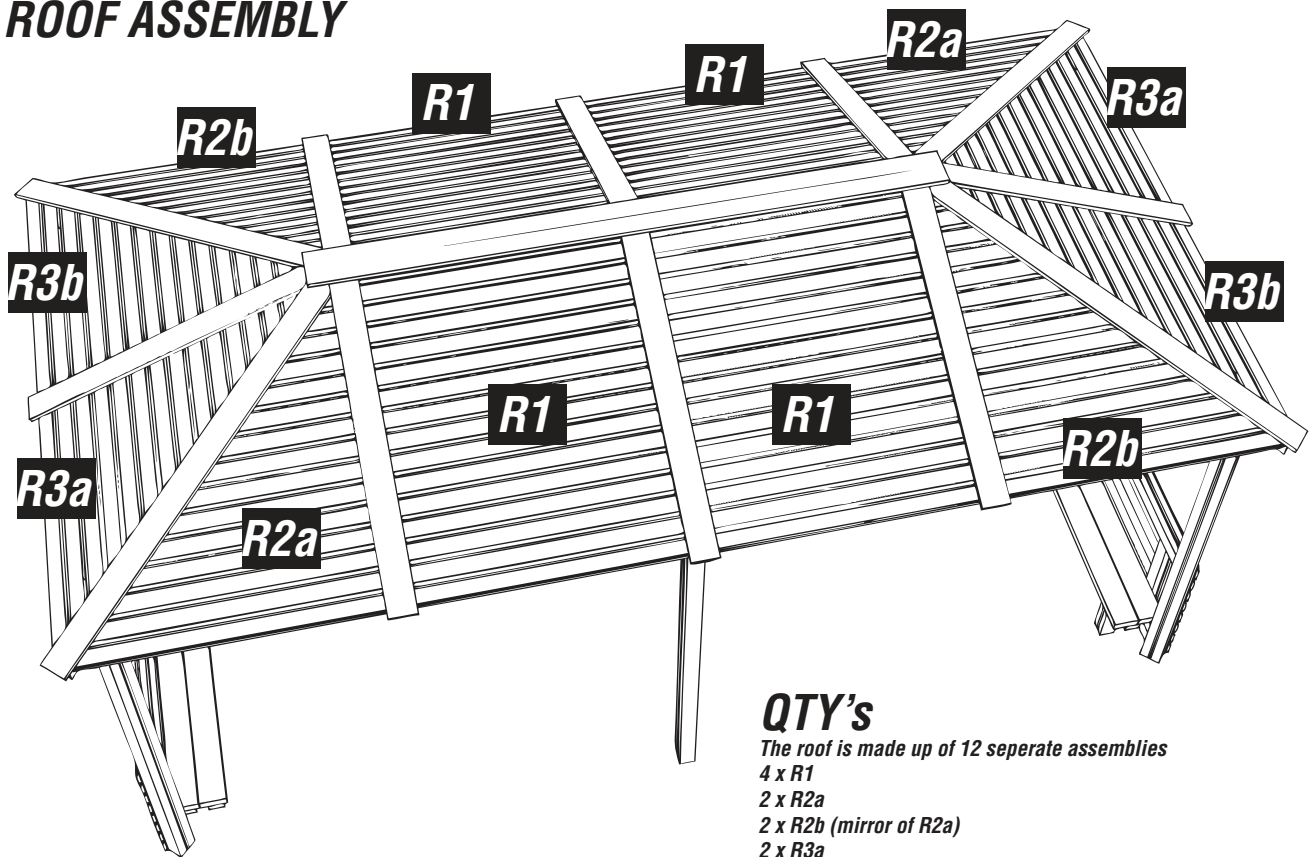 ROOF ASSEMBLY
R2a
R1
R1
R3a
R2b
R3b
R3b
R1
R1
R2b
R3a
R2a
QTY's
The roof is made up of 12 seperate assemblies
4 x R1
2 x R2a
2 x R2b (mirror of R2a)
2 x R3a